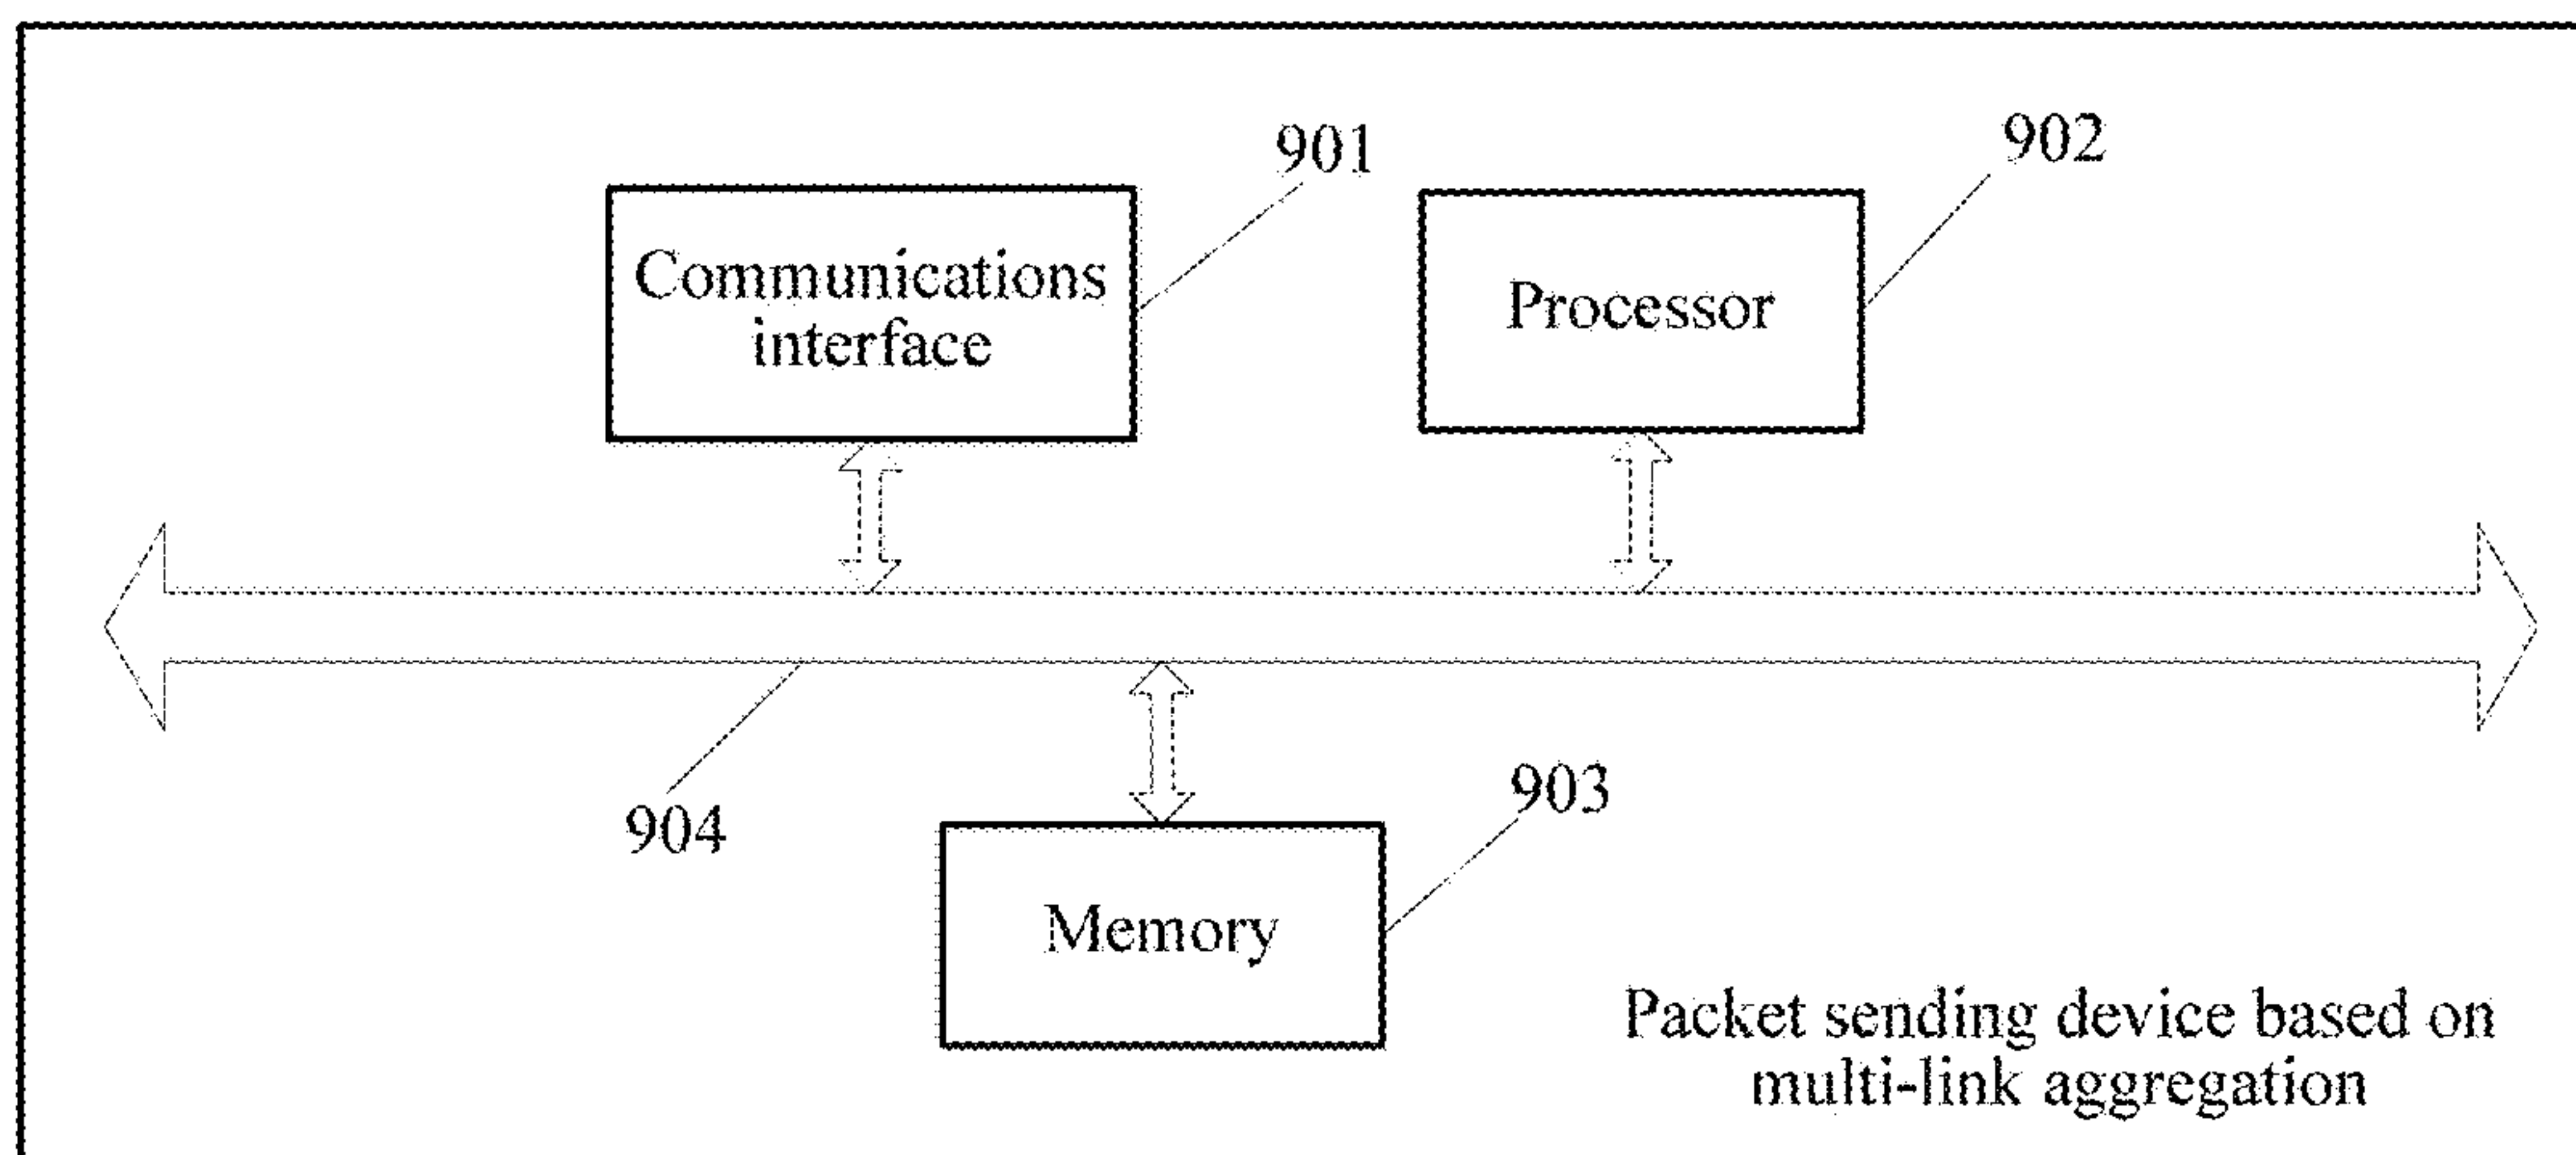 901
902
Communications
interface
Processor
904
903
Memory
Packet sending device based on
multi-link aggregation